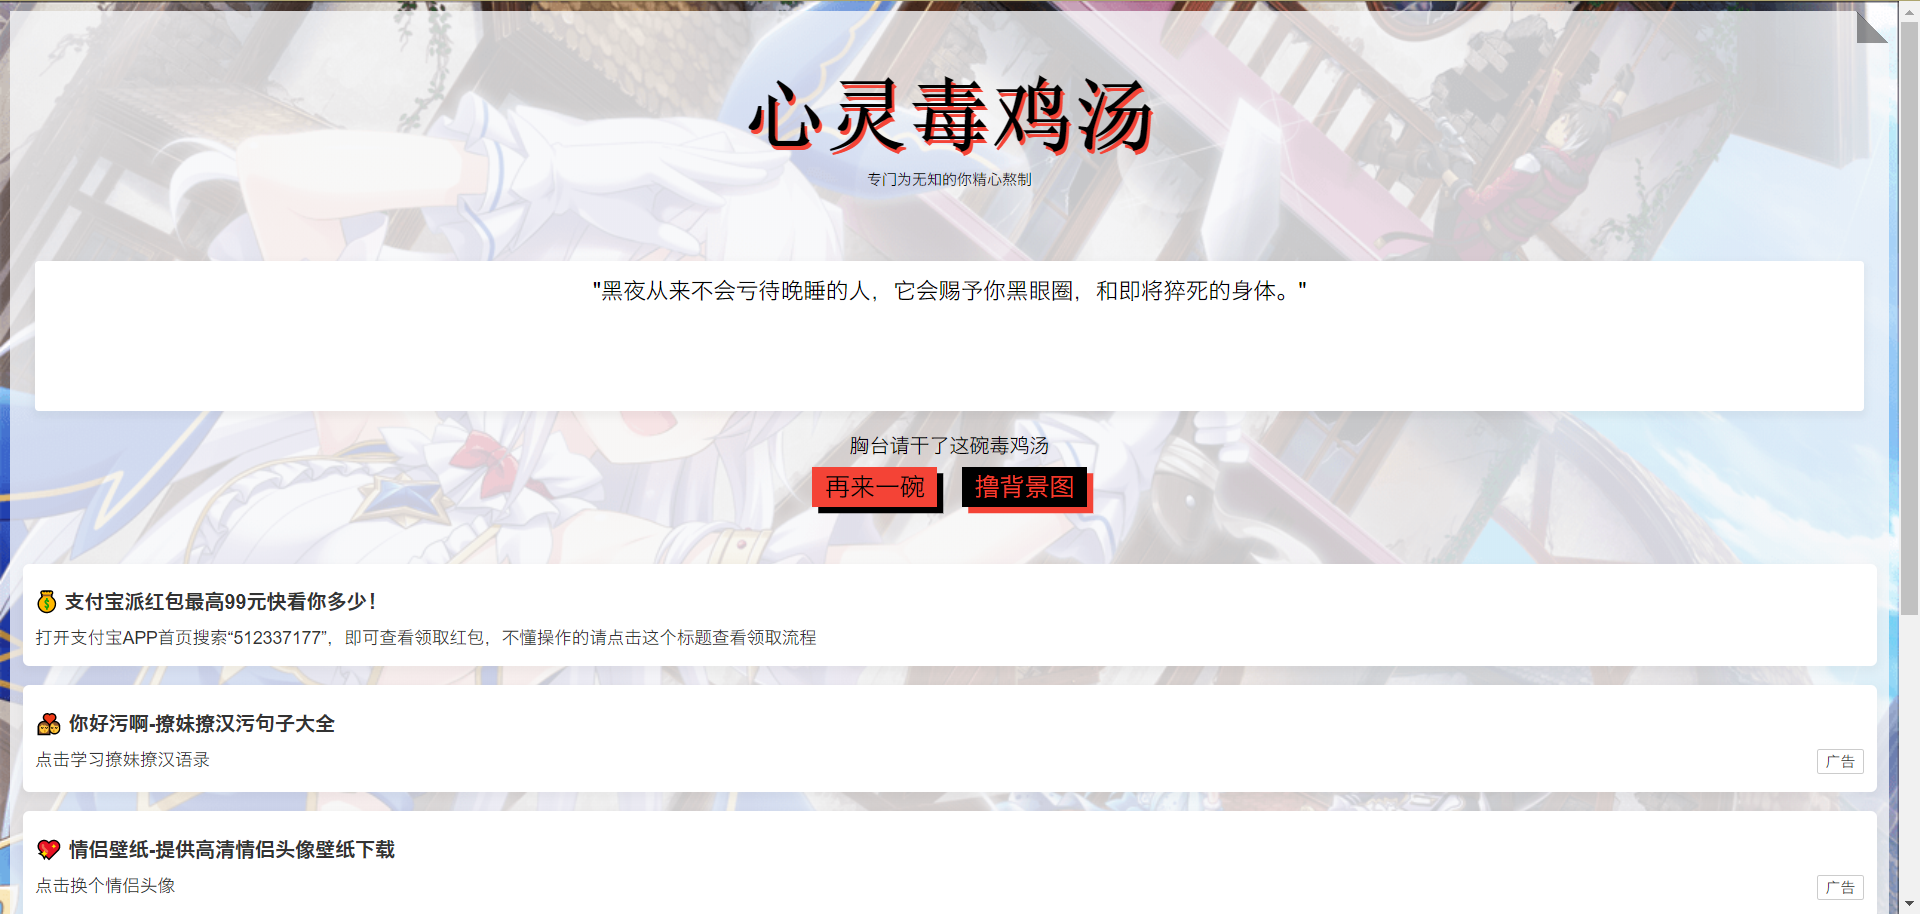 心灵毒鸡汤
专门为无知的你精心熬制
"黑夜从来不会亏待晚睡的人，它会赐予你黑眼圈，和即将猝死的身体。"
胸台请干了这碗毒鸡汤
再来一碗 撸背景图
支付宝派红包最高99元快看你多少！
打开支付宝APP首页搜索“512337177”，即可查看领取红包，不懂操作的请点击这个标题查看领取流程
你好污啊-撩妹撩汉污句子大全
点击学习撩妹撩汉语录
广告
情侣壁纸-提供高清情侣头像壁纸下载
点击换个情侣头像
广告